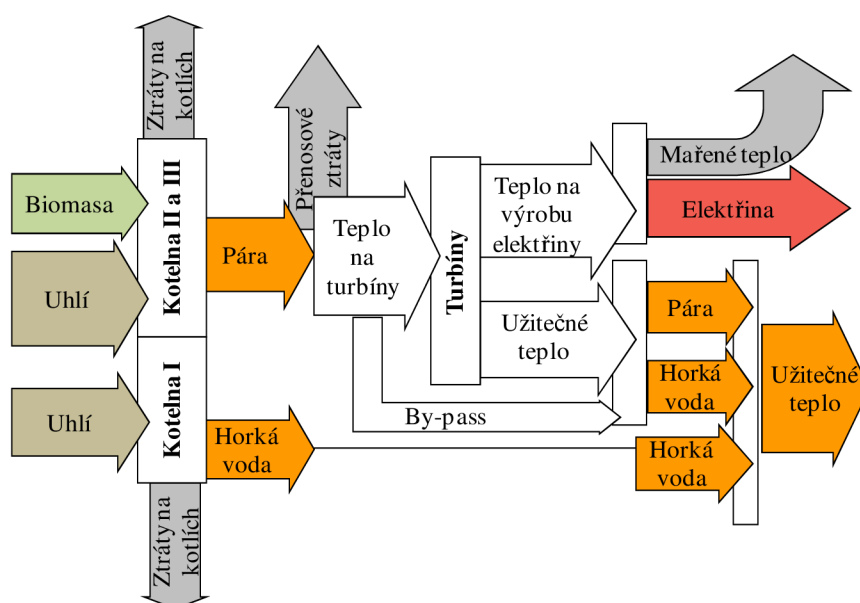 Ztráty na
kotlích
Biomasa
Uhlí
Uhlí
Kotelna II a III
Kotelna I
Ztráty na
kotlích
Pára
Horká
voda
Přenosové
ztráty
Teplo
na
turbíny
Turbíny
Teplo na
výrobu
elektřiny
Užitečné
teplo
By-pass
Mařené teplo
Elektřina
Pára
Horká
voda
Horká
voda
Užitečné
teplo